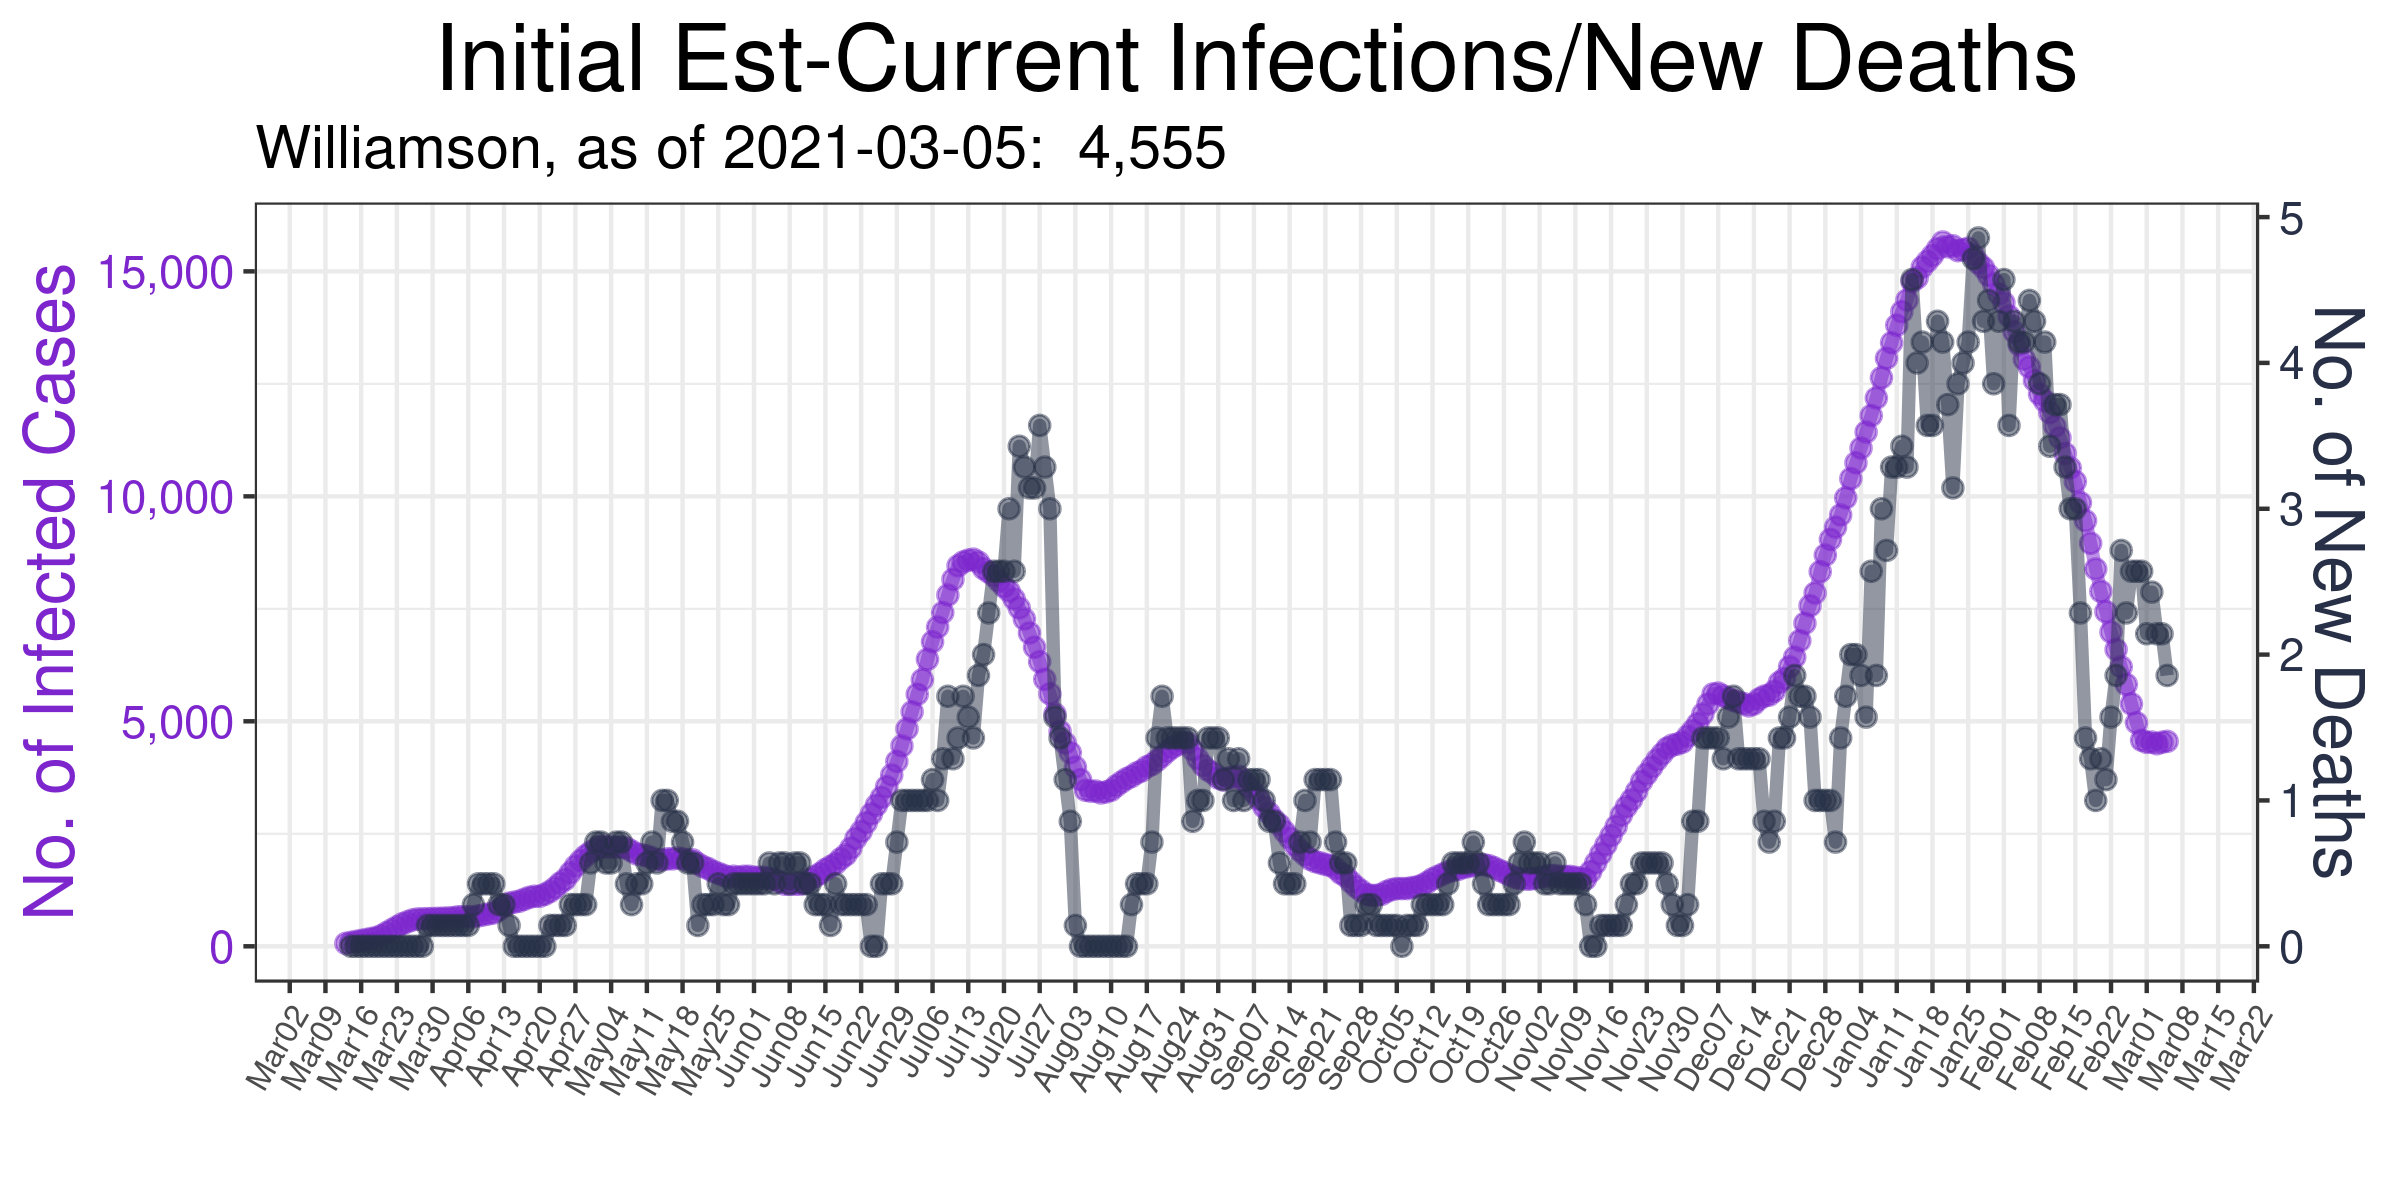 Initial Est-Current Infections/New Deaths
Williamson, as of 2021-03-05:  4,555
No. of Infected Cases
15,000
10,000
5,000
0
5
4
3
2
1
0
No. of New Deaths
Mar02
Mar09
Mar16
Mar23
Mar30
Apr06
Apr13
Apr20
Apr27
May04
May11
May18
May25
Jun01
Jun08
Jun15
Jun22
Jun29
Jul06
Jul13
Jul20
Jul27
Aug03
Aug10
Aug17
Aug24
Aug31
Sep07
Sep14
Sep21
Sep28
Oct05
Oct12
Oct19
Oct26
Nov02
Nov09
Nov16
Nov23
Nov30
Dec07
Dec14
Dec21
Dec28
Dec04
Jan11
Jan18
Jan25
Feb01
Feb08
Feb15
Feb22
Mar01
Mar08
Mar15
Mar22